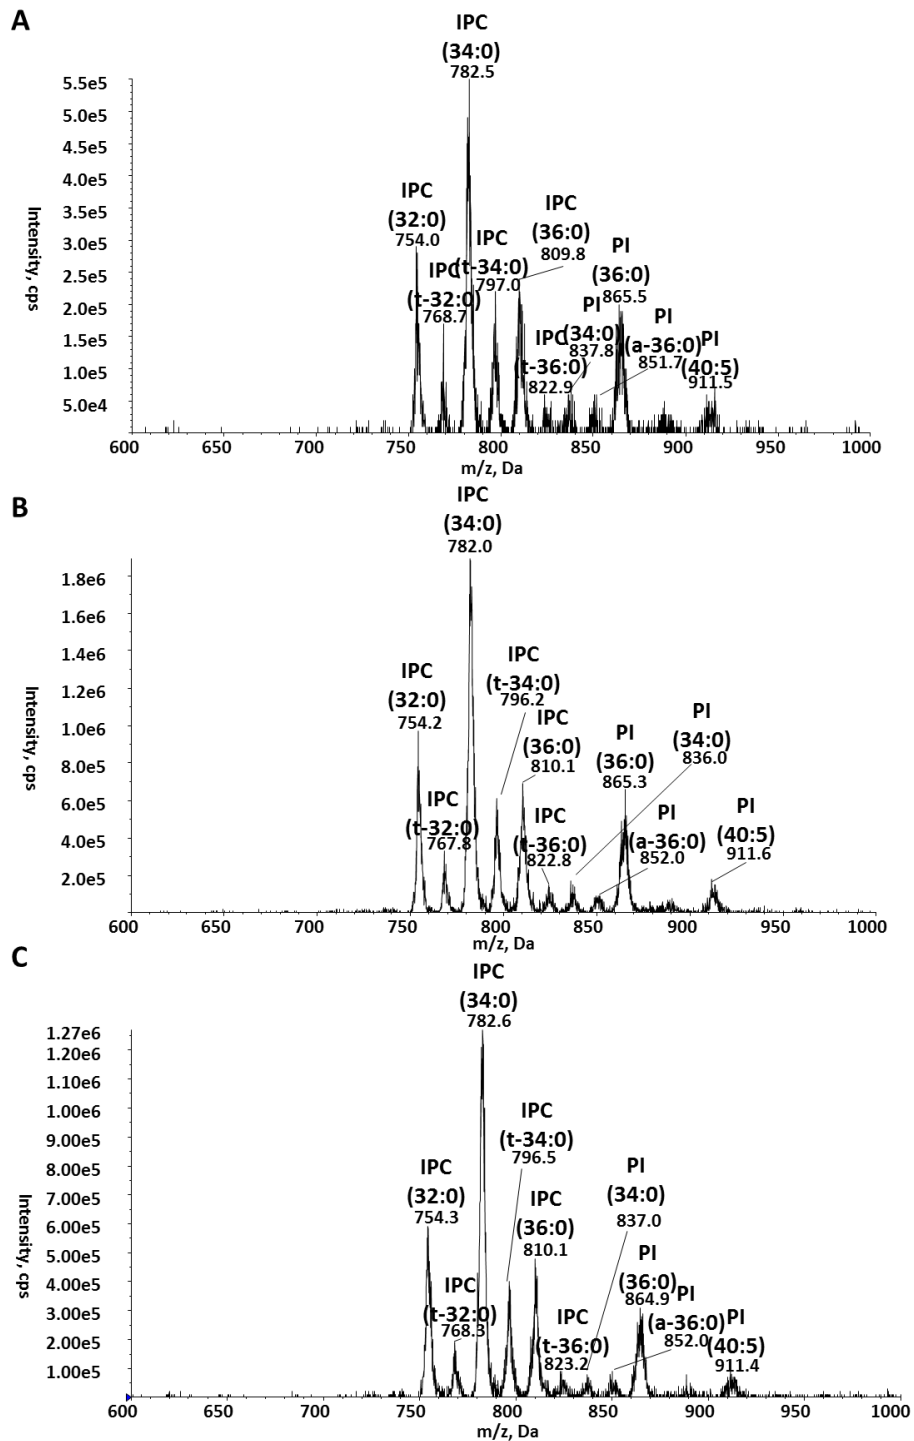 A
IPC
(34:0)
782.5
5.5e5
5.0e5
4.5e5
4.0e5
3.5e5
3.0e5
2.5e5
2.0e5
1.5e5
1.0e5
5.0e4
Intensity, cps
IPC
(32:0)
754.0
IPC
(t-32:0)
768.7
IPC
(t-34:0)
797.0
IPC
(36:0)
809.8
IPC
(t-36:0)
822.9
PI
(34:0)
837.8
PI
(36:0)
865.5
PI
(a-36:0)
851.7
PI
(40:5)
911.5
600 650 700 750 800 850 900 950 1000
m/z, Da
B
IPC
(34:0)
782.0
1.8e6
1.6e6
1.4e6
1.2e6
1.0e6
8.0e5
6.0e5
4.0e5
2.0e5
Intensity, cps
IPC
(32:0)
754.2
IPC
(t-32:0)
767.8
IPC
(t-34:0)
796.2
IPC
(36:0)
810.1
IPC
(t-36:0)
822.8
PI
(36:0)
865.3
PI
(34:0)
836.0
PI
(a-36:0)
852.0
PI
(40:5)
911.6
600 650 700 750 800 850 900 950 1000
m/z, Da
C
IPC
(34:0)
782.6
1.27e6
1.20e6
1.10e6
1.00e6
9.00e5
8.00e5
7.00e5
6.00e5
5.00e5
4.00e5
3.00e5
2.00e5
1.00e5
Intensity, cps
IPC
(32:0)
754.3
IPC
(t-32:0)
768.3
IPC
(t-34:0)
796.5
IPC
(36:0)
810.1
IPC
(t-36:0)
823.2
PI
(34:0)
837.0
PI
(36:0)
864.9
PI
(a-36:0)
852.0
PI
(40:5)
911.4
600 650 700 750 800 850 900 950 1000
m/z, Da